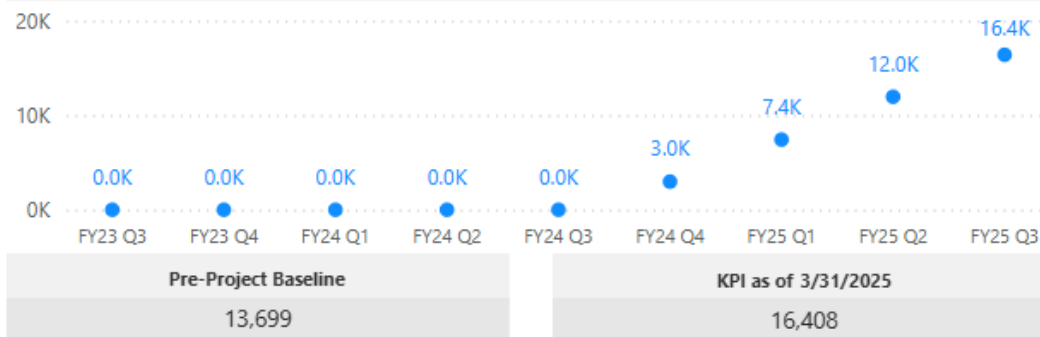 20K
16.4K
12.0K
10K
7.4K
3.0K
0.0K 0.0K 0.0K 0.0K 0.0K
0K
FY23 Q3 FY23 Q4 FY24 Q1 FY24 Q2 FY24 Q3 FY24 Q4 FY25 Q1 FY25 Q2 FY25 Q3
Pre-Project Baseline KPI as of 3/31/2025
13,699 16,408